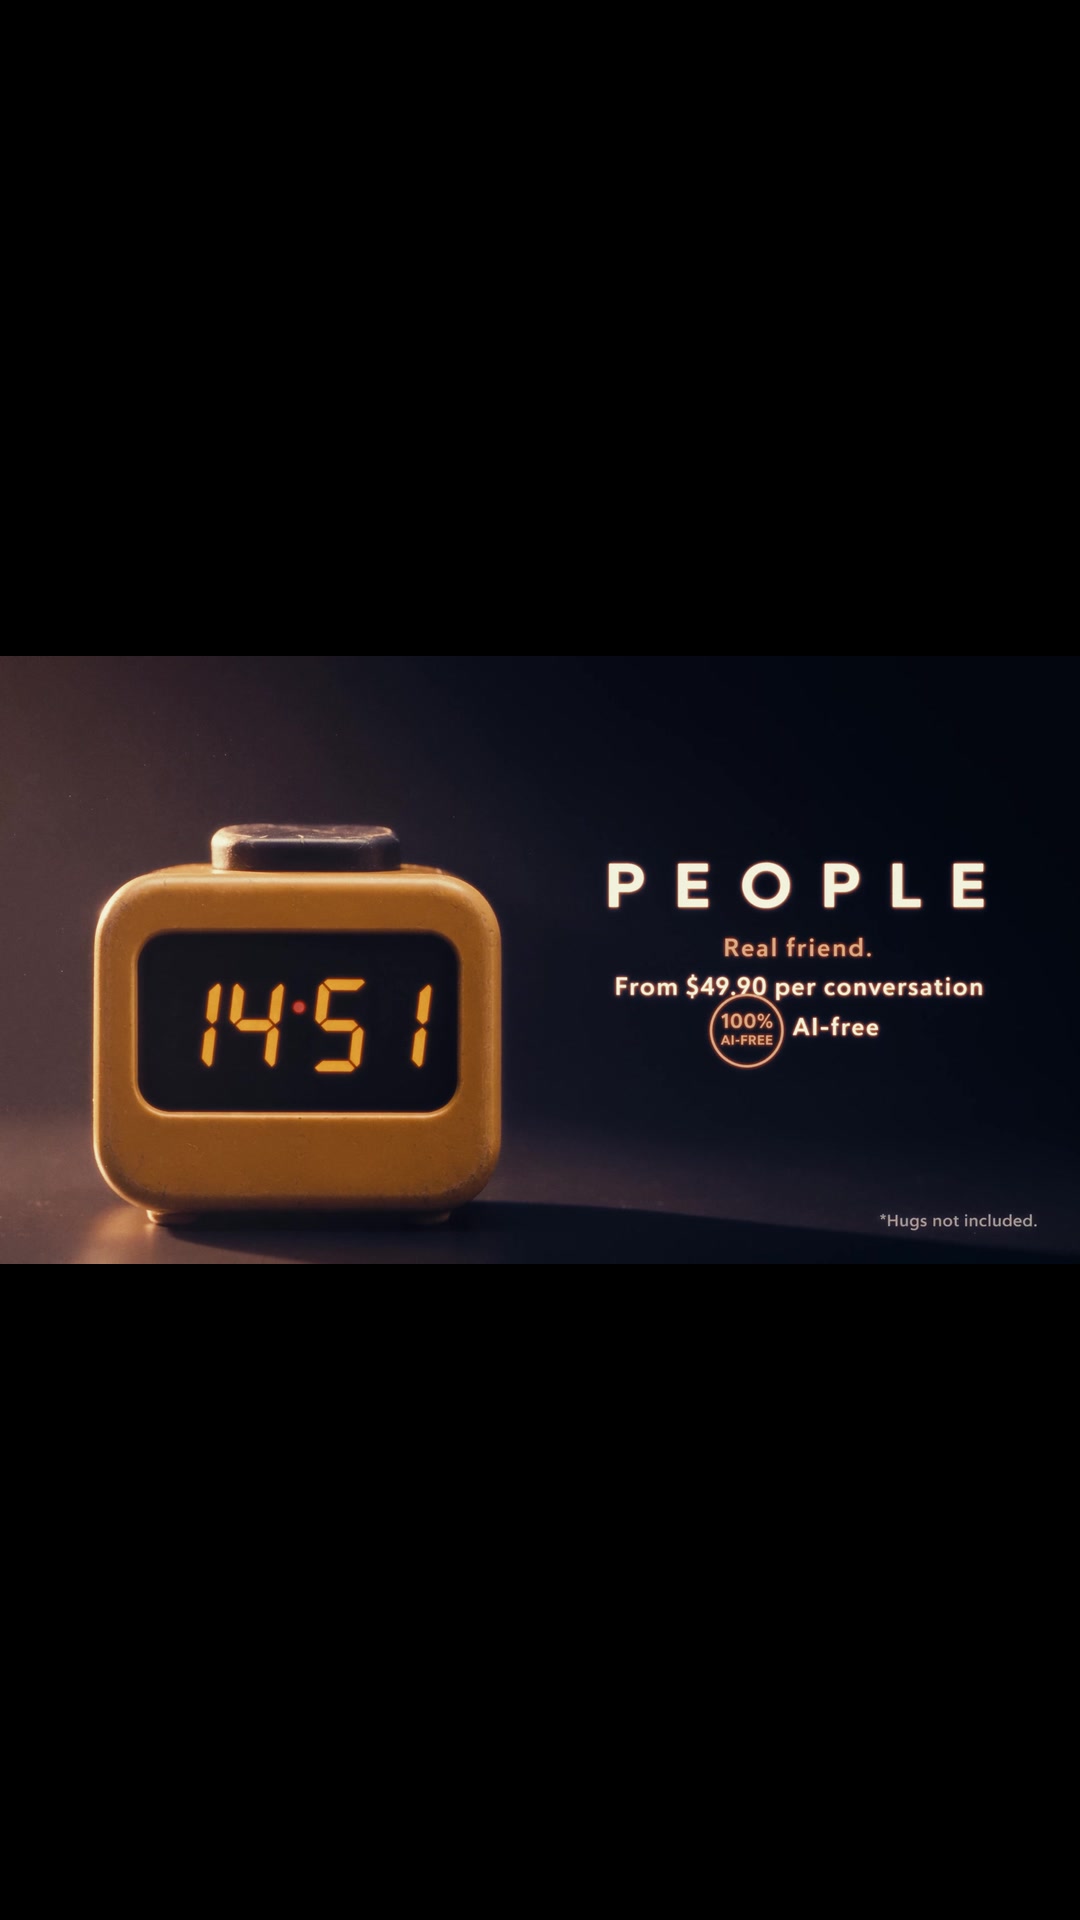 14:51
PEOPLE
Real friend.
From $49.90 per conversation
100%
AI-FREE
AI-free
*Hugs not included.